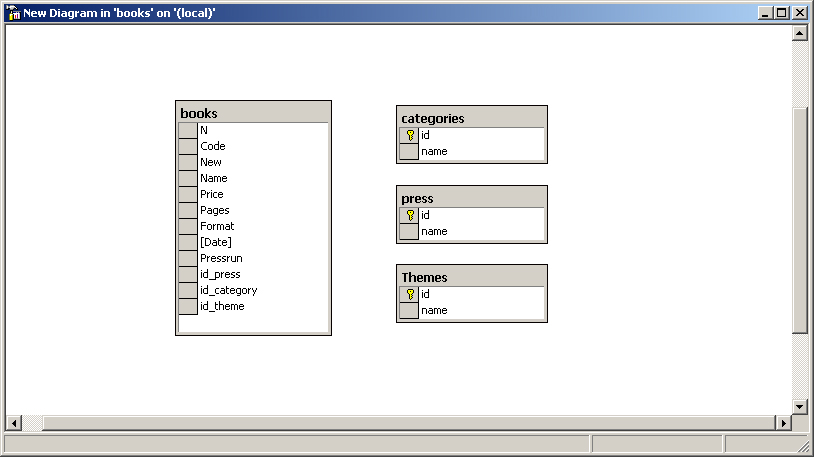 New Diagram in 'books' on '(local)'
books
N
Code
New
Name
Price
Pages
Format
[Date]
Pressrun
id_press
id_category
id_theme
categories
id
name
press
id
name
Themes
id
name